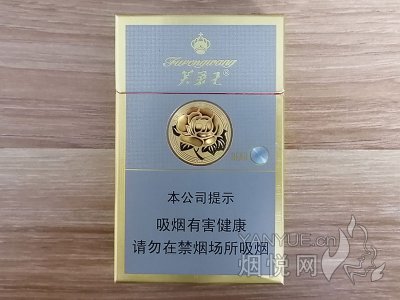 Furongwang
芙蓉王®
本公司提示
吸烟有害健康
请勿在禁烟场所吸烟
YANYUE.cn
烟悦网